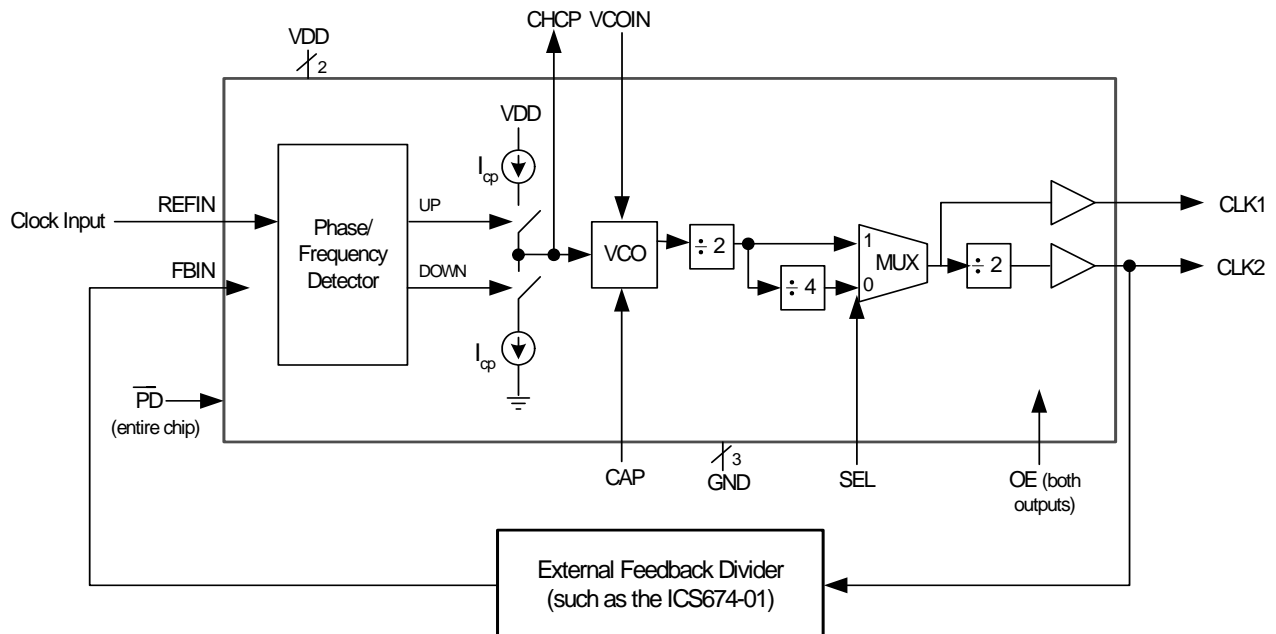 CHCP VCOIN
VDD
2
VDD
Icp
REFIN
Clock Input
UP
Phase/
Frequency
Detector
CLK1
÷ 2
1
MUX
0
VCO
÷ 2
FBIN
DOWN
CLK2
÷ 4
Icp
PD
(entire chip)
3
CAP
GND
SEL
OE (both
outputs)
External Feedback Divider
(such as the ICS674-01)